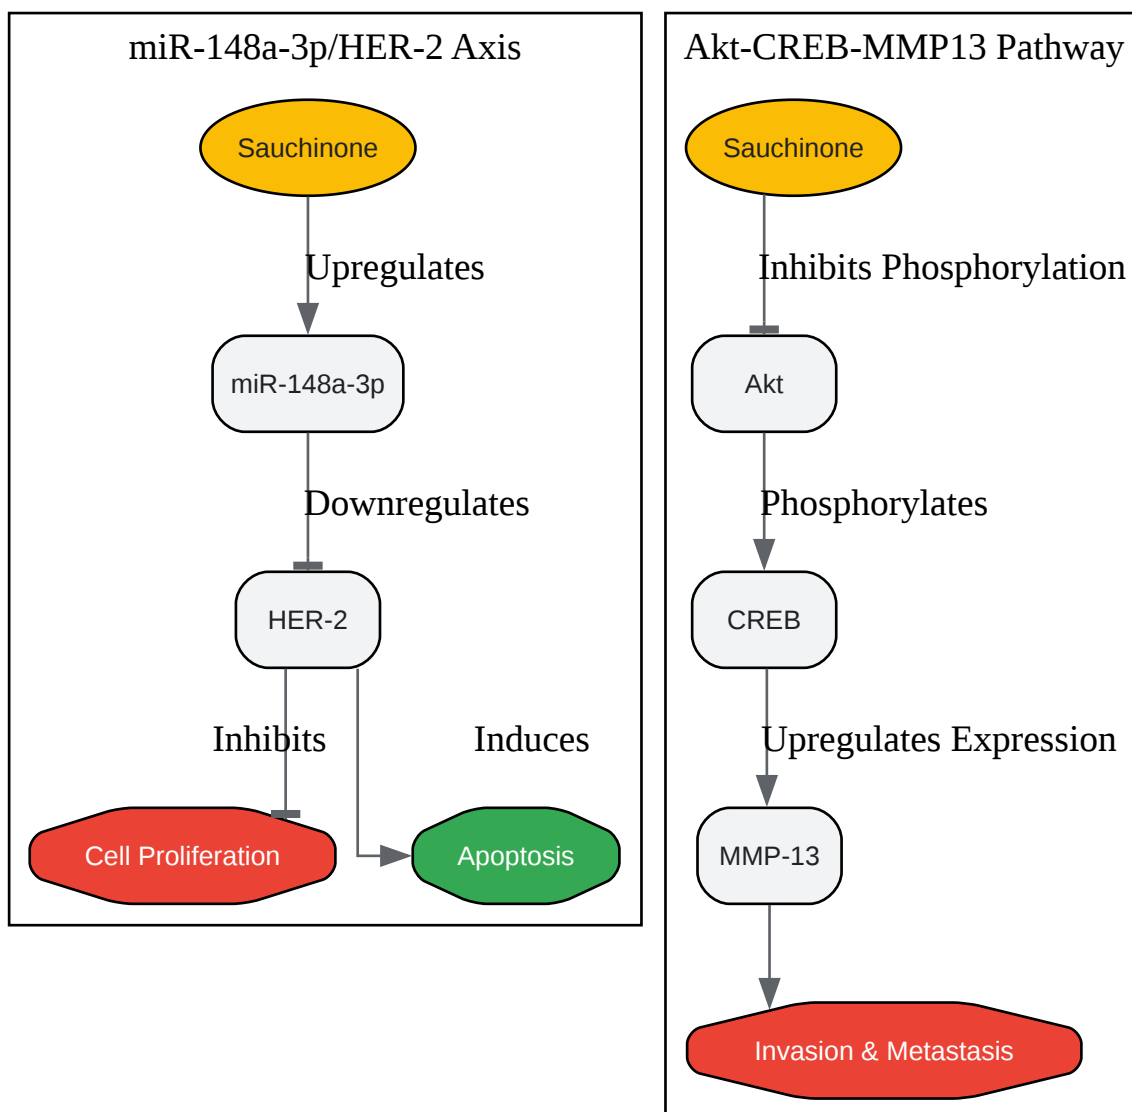 miR-148a-3p/HER-2 Axis
Sauchinone
Upregulates
miR-148a-3p
Downregulates
HER-2
Inhibits
Induces
Cell Proliferation
Apoptosis
Akt-CREB-MMP13 Pathway
Sauchinone
Inhibits Phosphorylation
Akt
Phosphorylates
CREB
Upregulates Expression
MMP-13
Invasion & Metastasis